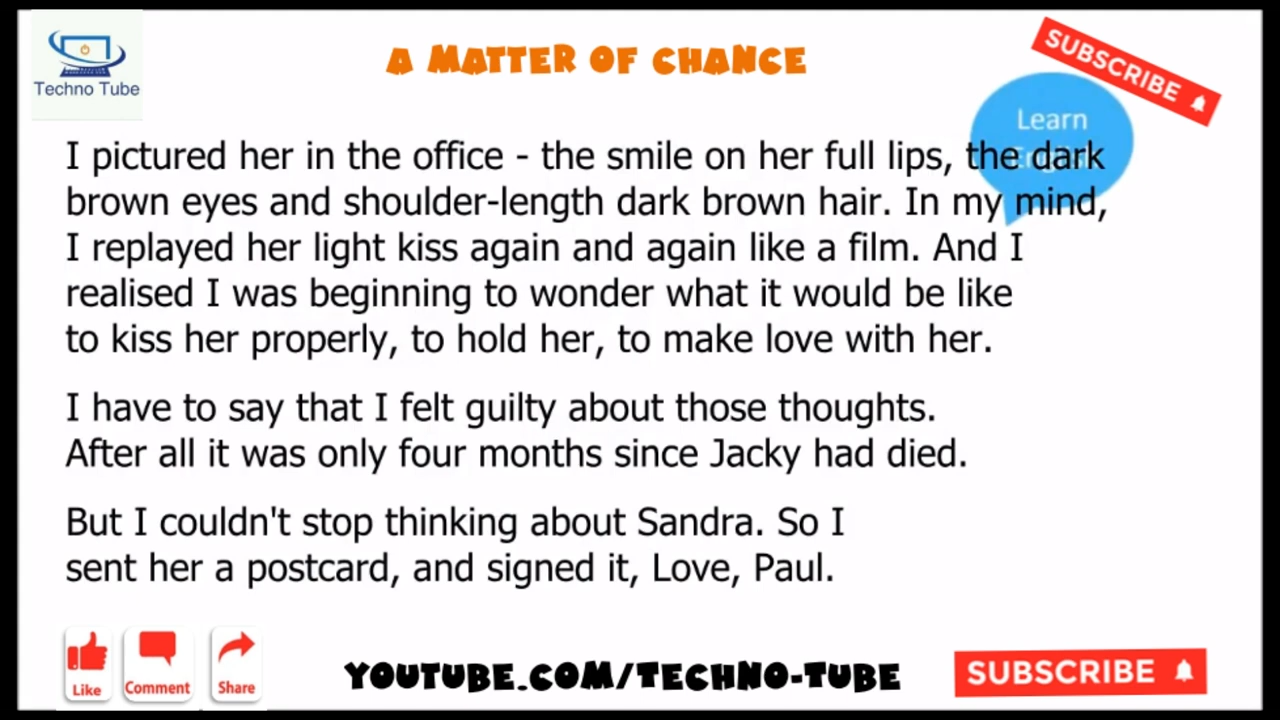 Techno Tube
A MATTER OF CHANCE
SUBSCRIBE
Learn
English
I pictured her in the office - the smile on her full lips, the dark
brown eyes and shoulder-length dark brown hair. In my mind,
I replayed her light kiss again and again like a film. And I
realised I was beginning to wonder what it would be like
to kiss her properly, to hold her, to make love with her.
I have to say that I felt guilty about those thoughts.
After all it was only four months since Jacky had died.
But I couldn't stop thinking about Sandra. So I
sent her a postcard, and signed it, Love, Paul.
Like
Comment
Share
YOUTUBE.COM/TECHNO-TUBE
SUBSCRIBE